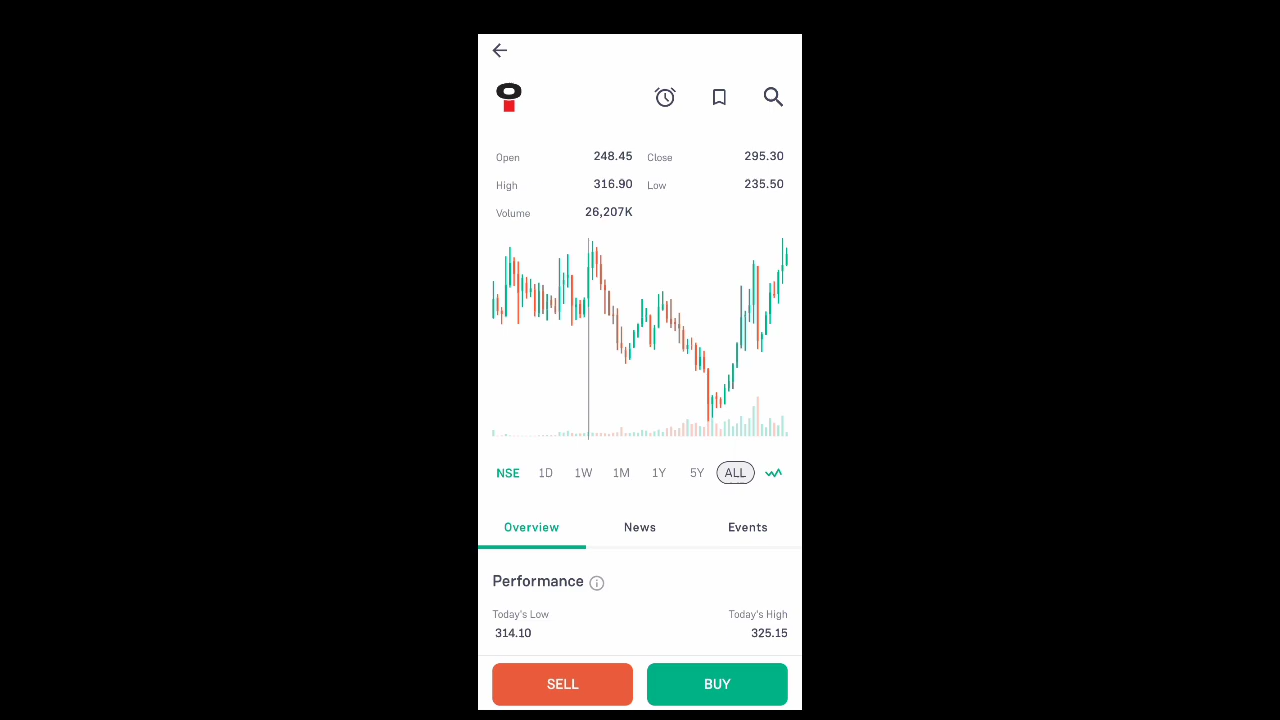 Open 248.45 Close 295.30
High 316.90 Low 235.50
Volume 26,207K
NSE 1D 1W 1M 1Y 5Y ALL
Overview News Events
Performance
Today's Low Today's High
314.10 325.15
SELL BUY